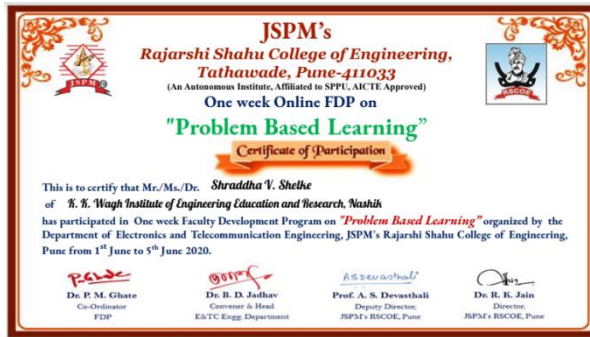 JSPM's
Rajarshi Shahu College of Engineering,
Tathawade, Pune-411033
(An Autonomous Institute, Affiliated to SPPU, AICTE Approved)
One week Online FDP on
"Problem Based Learning”
Certificate of Participation
JSPM
RSCOE
This is to certify that Mr./Ms./Dr. Shraddha V. Shelke
of K. K. Wagh Institute of Engineering Education and Research, Nashik
has participated in One week Faculty Development Program on "Problem Based Learning" organized by the
Department of Electronics and Telecommunication Engineering, JSPM's Rajarshi Shahu College of Engineering,
Pune from 1st June to 5th June 2020.
P.Ghate
ASDevasthali
Dr. P. M. Ghate
Co-Ordinator
FDP
Dr. B. D. Jadhav
Convener & Head
E&TC Engg. Department
Prof. A. S. Devasthali
Deputy Director,
JSPM's RSCOE, Pune
Dr. R. K. Jain
Director,
JSPM's RSCOE, Pune